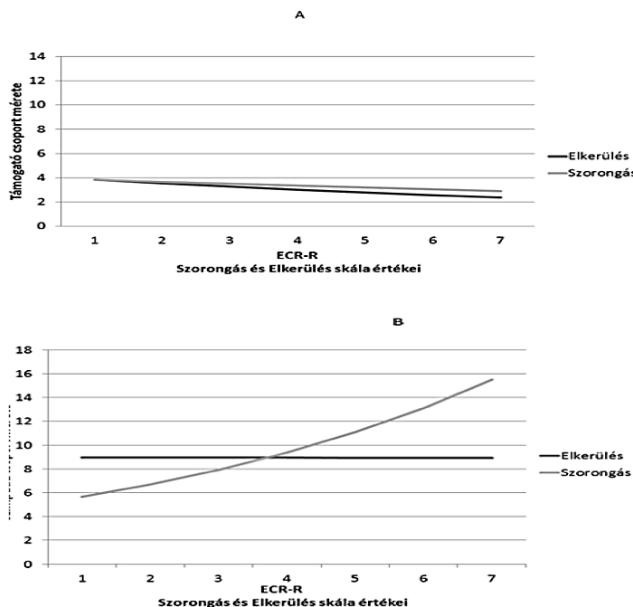 A
14
12
10
8
6
4
2
0
Támogató csoport mérete
Elkerülés
Szorongás
1 2 3 4 5 6 7
ECR-R
Szorongás és Elkerülés skála értékei
B
18
16
14
12
10
8
6
4
2
0
Elkerülés
Szorongás
1 2 3 4 5 6 7
ECR-R
Szorongás és Elkerülés skála értékei